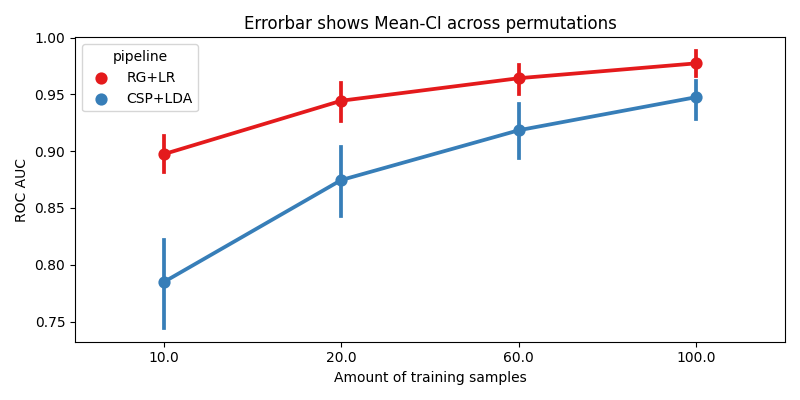 Errorbar shows Mean-CI across permutations
pipeline
RG+LR
CSP+LDA
ROC AUC
1.00
0.95
0.90
0.85
0.80
0.75
10.0 20.0 60.0 100.0
Amount of training samples